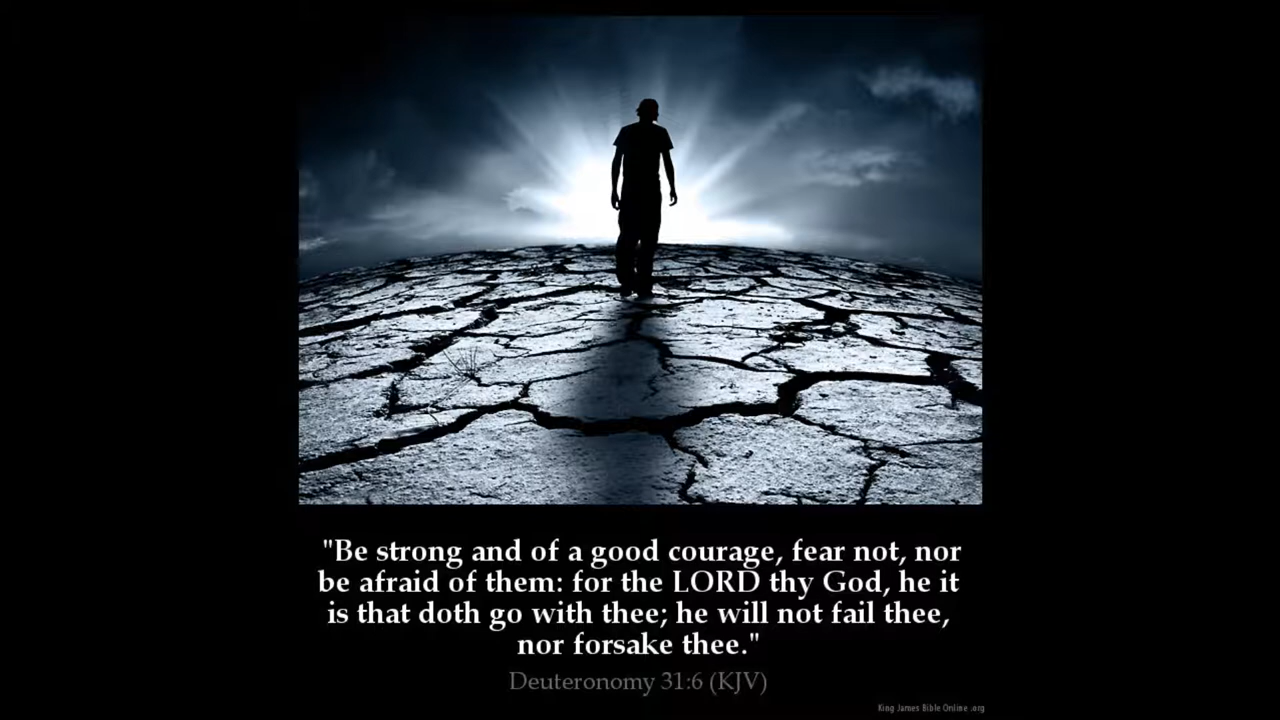 "Be strong and of a good courage, fear not, nor
be afraid of them: for the LORD thy God, he it
is that doth go with thee; he will not fail thee,
nor forsake thee."
Deuteronomy 31:6 (KJV)
King James Bible Online .org